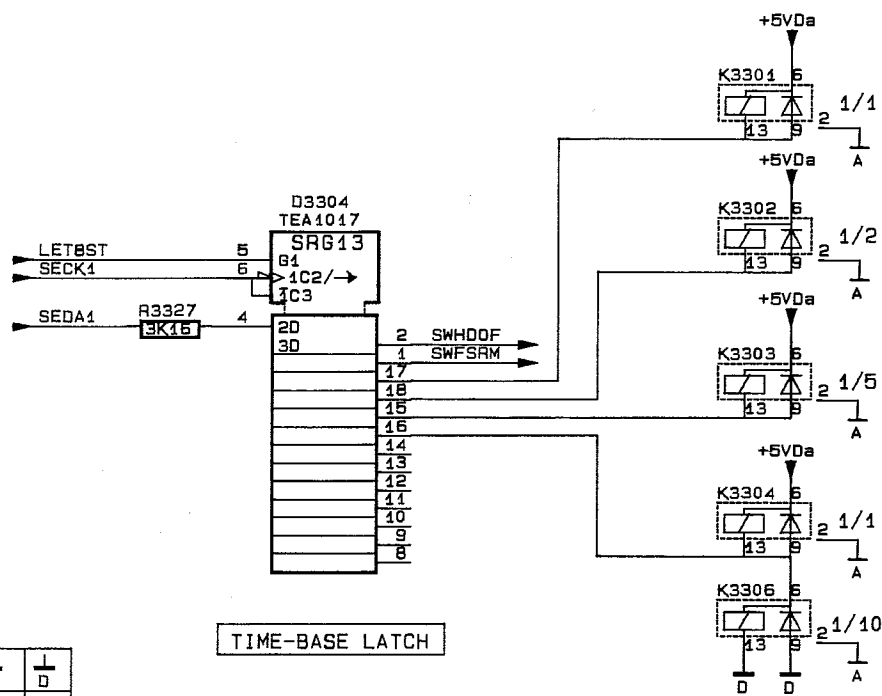 +5VDa
K3301 6
1/1
13 9 2
A
+5VDa
K3302 6
1/2
13 9 2
A
D3304
TEA1017
SRG13
LET8ST 5 G1
SECK1 6 1C2/→
1C3
SEDA1 R3327 4 2D
3K16
3D
2 SWHDOF
1 SWFSRM
17
18
15
16
14
13
12
11
10
9
8
+5VDa
K3303 6
1/5
13 9 2
A
+5VDa
K3304 6
1/1
13 9 2
A
K3306 6
1/10
13 9 2
D D A
TIME-BASE LATCH
D